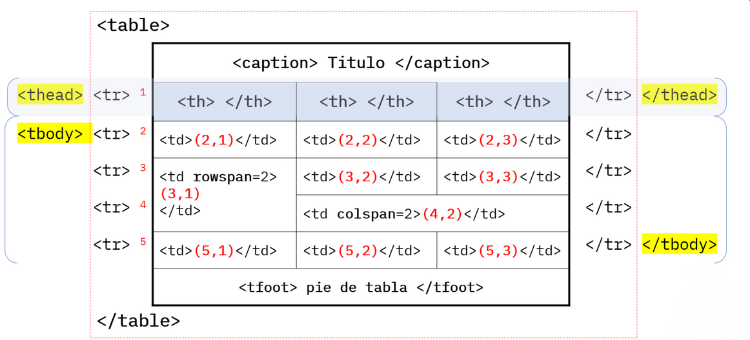 <table>
<caption> Titulo </caption>
<thead> <tr> 1 <th> </th> <th> </th> <th> </th> </tr> </thead>
<tbody> <tr> 2 <td>(2,1)</td> <td>(2,2)</td> <td>(2,3)</td> </tr>
<tr> 3 <td rowspan=2> <td>(3,2)</td> <td>(3,3)</td> </tr>
(3,1)
<tr> 4 </td> <td colspan=2>(4,2)</td> </tr>
<tr> 5 <td>(5,1)</td> <td>(5,2)</td> <td>(5,3)</td> </tr> </tbody>
<tfoot> pie de tabla </tfoot>
</table>